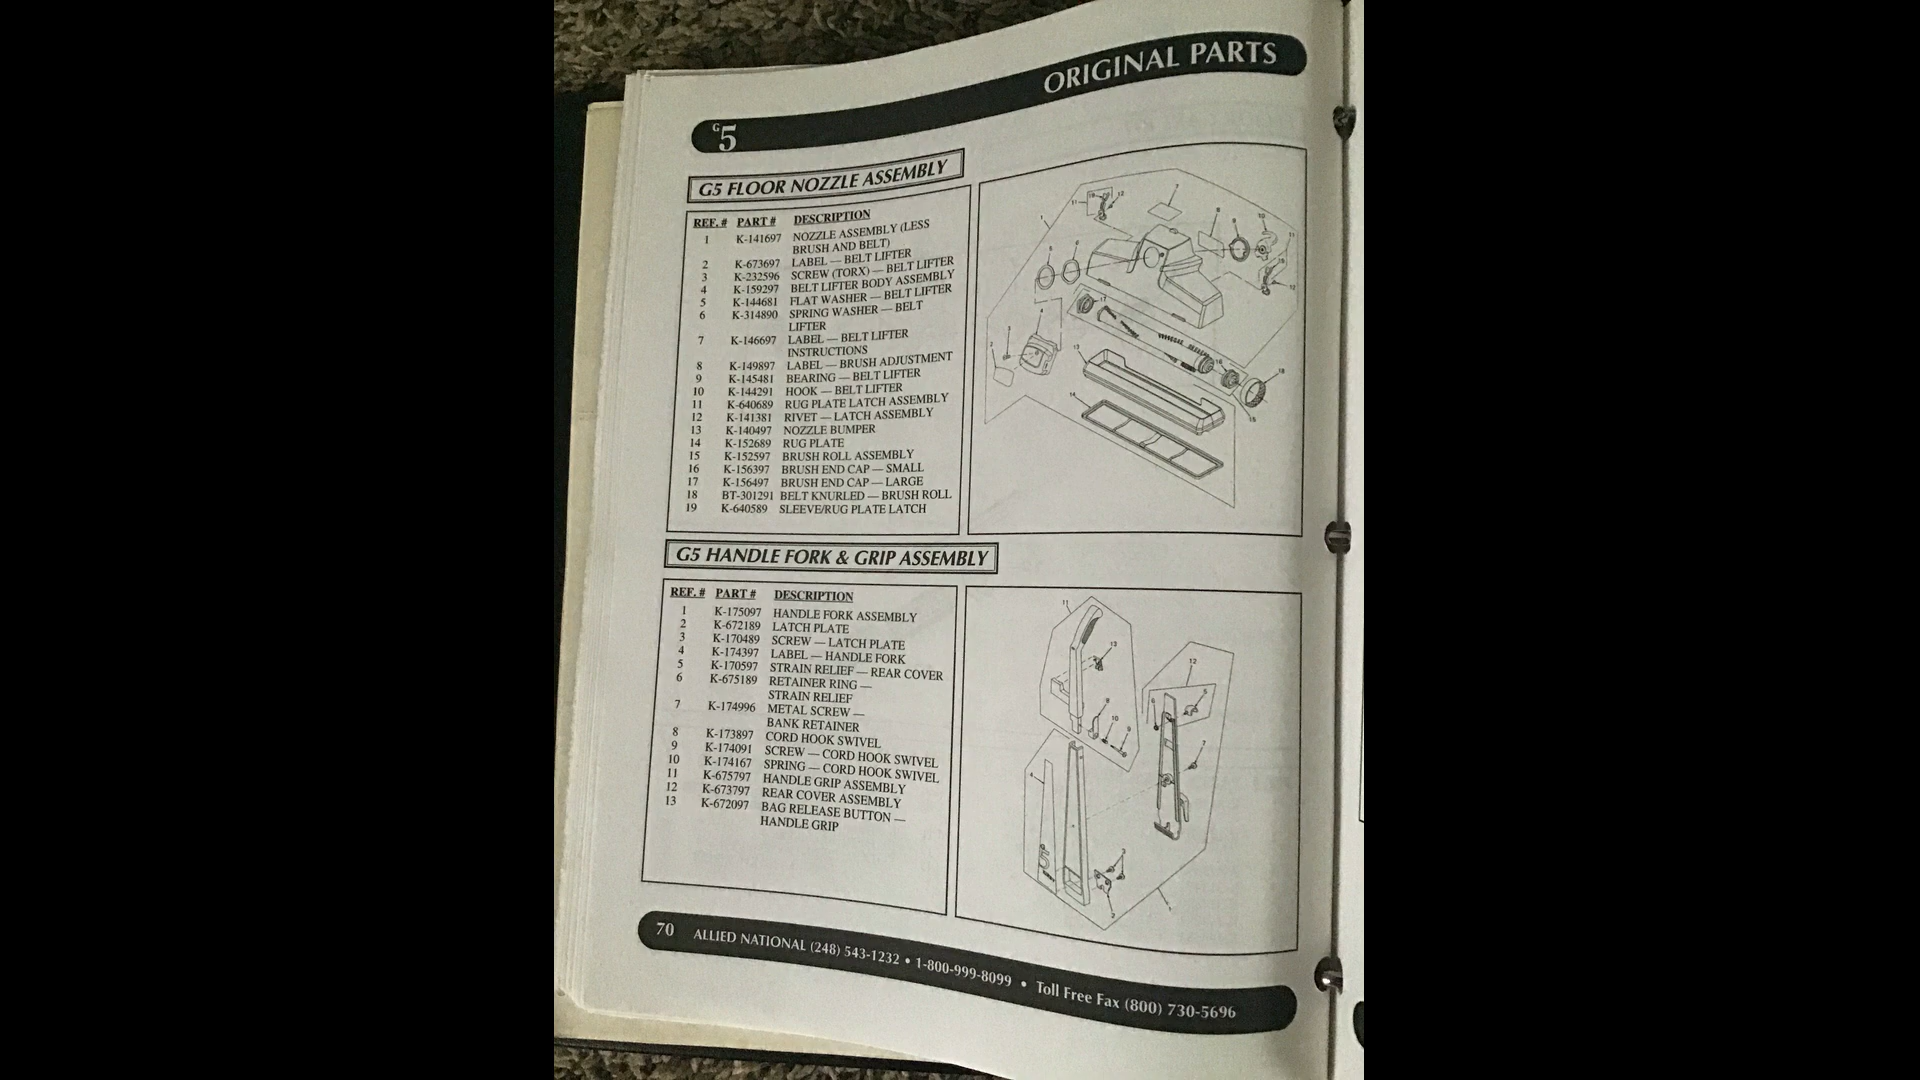 ORIGINAL PARTS
G5
G5 FLOOR NOZZLE ASSEMBLY
REF. # PART # DESCRIPTION
1 K-141697 NOZZLE ASSEMBLY (LESS
BRUSH AND BELT)
2 K-673697 LABEL — BELT LIFTER
3 K-232596 SCREW (TORX) — BELT LIFTER
4 K-159297 BELT LIFTER BODY ASSEMBLY
5 K-144681 FLAT WASHER — BELT LIFTER
6 K-314890 SPRING WASHER — BELT
LIFTER
7 K-146697 LABEL — BELT LIFTER
INSTRUCTIONS
8 K-149897 LABEL — BRUSH ADJUSTMENT
9 K-145481 BEARING — BELT LIFTER
10 K-144291 HOOK — BELT LIFTER
11 K-640689 RUG PLATE LATCH ASSEMBLY
12 K-141381 RIVET — LATCH ASSEMBLY
13 K-140497 NOZZLE BUMPER
14 K-152689 RUG PLATE
15 K-152597 BRUSH ROLL ASSEMBLY
16 K-156397 BRUSH END CAP — SMALL
17 K-156497 BRUSH END CAP — LARGE
18 BT-301291 BELT KNURLED — BRUSH ROLL
19 K-640589 SLEEVE/RUG PLATE LATCH
G5 HANDLE FORK & GRIP ASSEMBLY
REF. # PART # DESCRIPTION
1 K-175097 HANDLE FORK ASSEMBLY
2 K-672189 LATCH PLATE
3 K-170489 SCREW — LATCH PLATE
4 K-174397 LABEL — HANDLE FORK
5 K-170597 STRAIN RELIEF — REAR COVER
6 K-675189 RETAINER RING —
STRAIN RELIEF
7 K-174996 METAL SCREW —
BANK RETAINER
8 K-173897 CORD HOOK SWIVEL
9 K-174091 SCREW — CORD HOOK SWIVEL
10 K-174167 SPRING — CORD HOOK SWIVEL
11 K-675797 HANDLE GRIP ASSEMBLY
12 K-673797 REAR COVER ASSEMBLY
13 K-672097 BAG RELEASE BUTTON —
HANDLE GRIP
70 ALLIED NATIONAL (248) 543-1232 • 1-800-999-8099 • Toll Free Fax (800) 730-5696